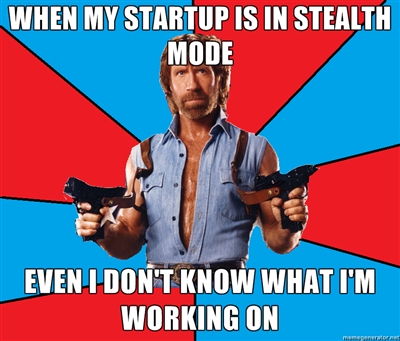 WHEN MY STARTUP IS IN STEALTH
MODE
EVEN I DON'T KNOW WHAT I'M
WORKING ON
memegenerator.net